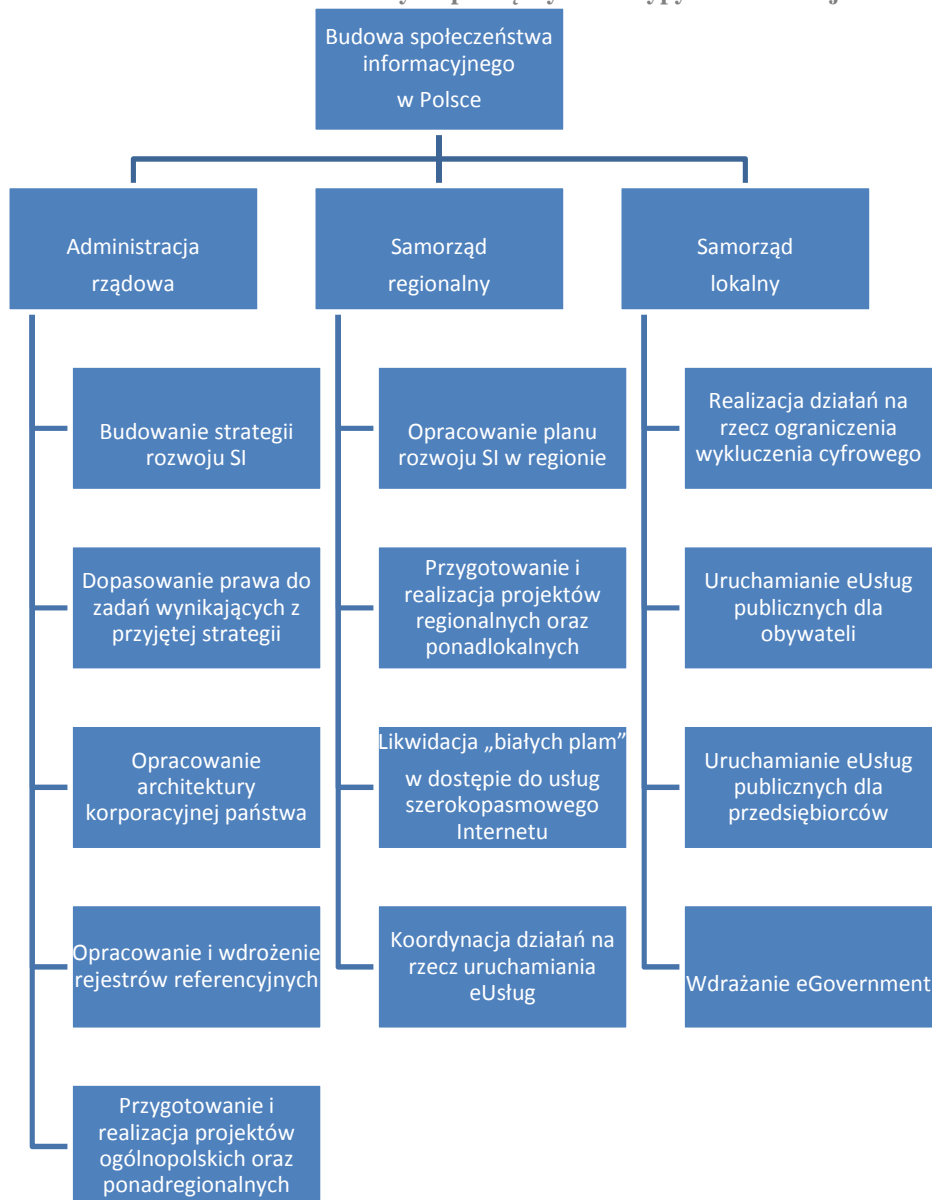 Budowa społeczeństwa
informacyjnego
w Polsce
Administracja
rządowa
Budowanie strategii
rozwoju SI
Dopasowanie prawa do
zadań wynikających z
przyjętej strategii
Opracowanie
architektury
korporacyjnej państwa
Opracowanie i wdrożenie
rejestrów referencyjnych
Przygotowanie i
realizacja projektów
ogólnopolskich oraz
ponadregionalnych
Samorząd
regionalny
Opracowanie planu
rozwoju SI w regionie
Przygotowanie i
realizacja projektów
regionalnych oraz
ponadlokalnych
Likwidacja „białych plam”
w dostępie do usług
szerokopasmowego
Internetu
Koordynacja działań na
rzecz uruchamiania
eUsług
Samorząd
lokalny
Realizacja działań na
rzecz ograniczenia
wykluczenia cyfrowego
Uruchamianie eUsług
publicznych dla
obywateli
Uruchamianie eUsług
publicznych dla
przedsiębiorców
Wdrażanie eGovernment